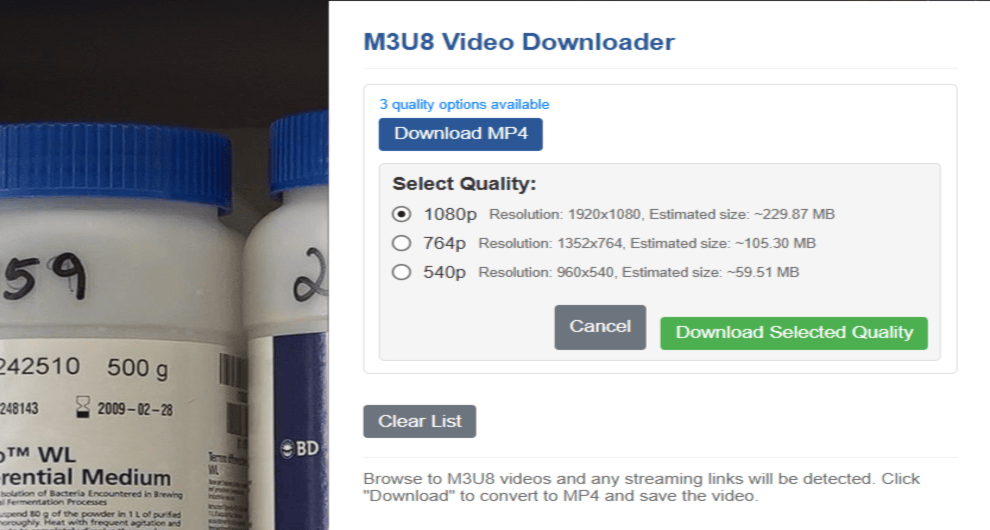 M3U8 Video Downloader
3 quality options available
Download MP4
Select Quality:
1080p Resolution: 1920x1080, Estimated size: ~229.87 MB
764p Resolution: 1352x764, Estimated size: ~105.30 MB
540p Resolution: 960x540, Estimated size: ~59.51 MB
Cancel
Download Selected Quality
Clear List
Browse to M3U8 videos and any streaming links will be detected. Click
"Download" to convert to MP4 and save the video.
59
2
242510 500 g
248143 2009-02-28
™ WL
rential Medium
Isolation of Bacteria Encountered in Brewing
al Fermentation Processes
uspend 80 g of the powder in 1 L of purified
horoughly. Heat with frequent agitation and
WL
BD